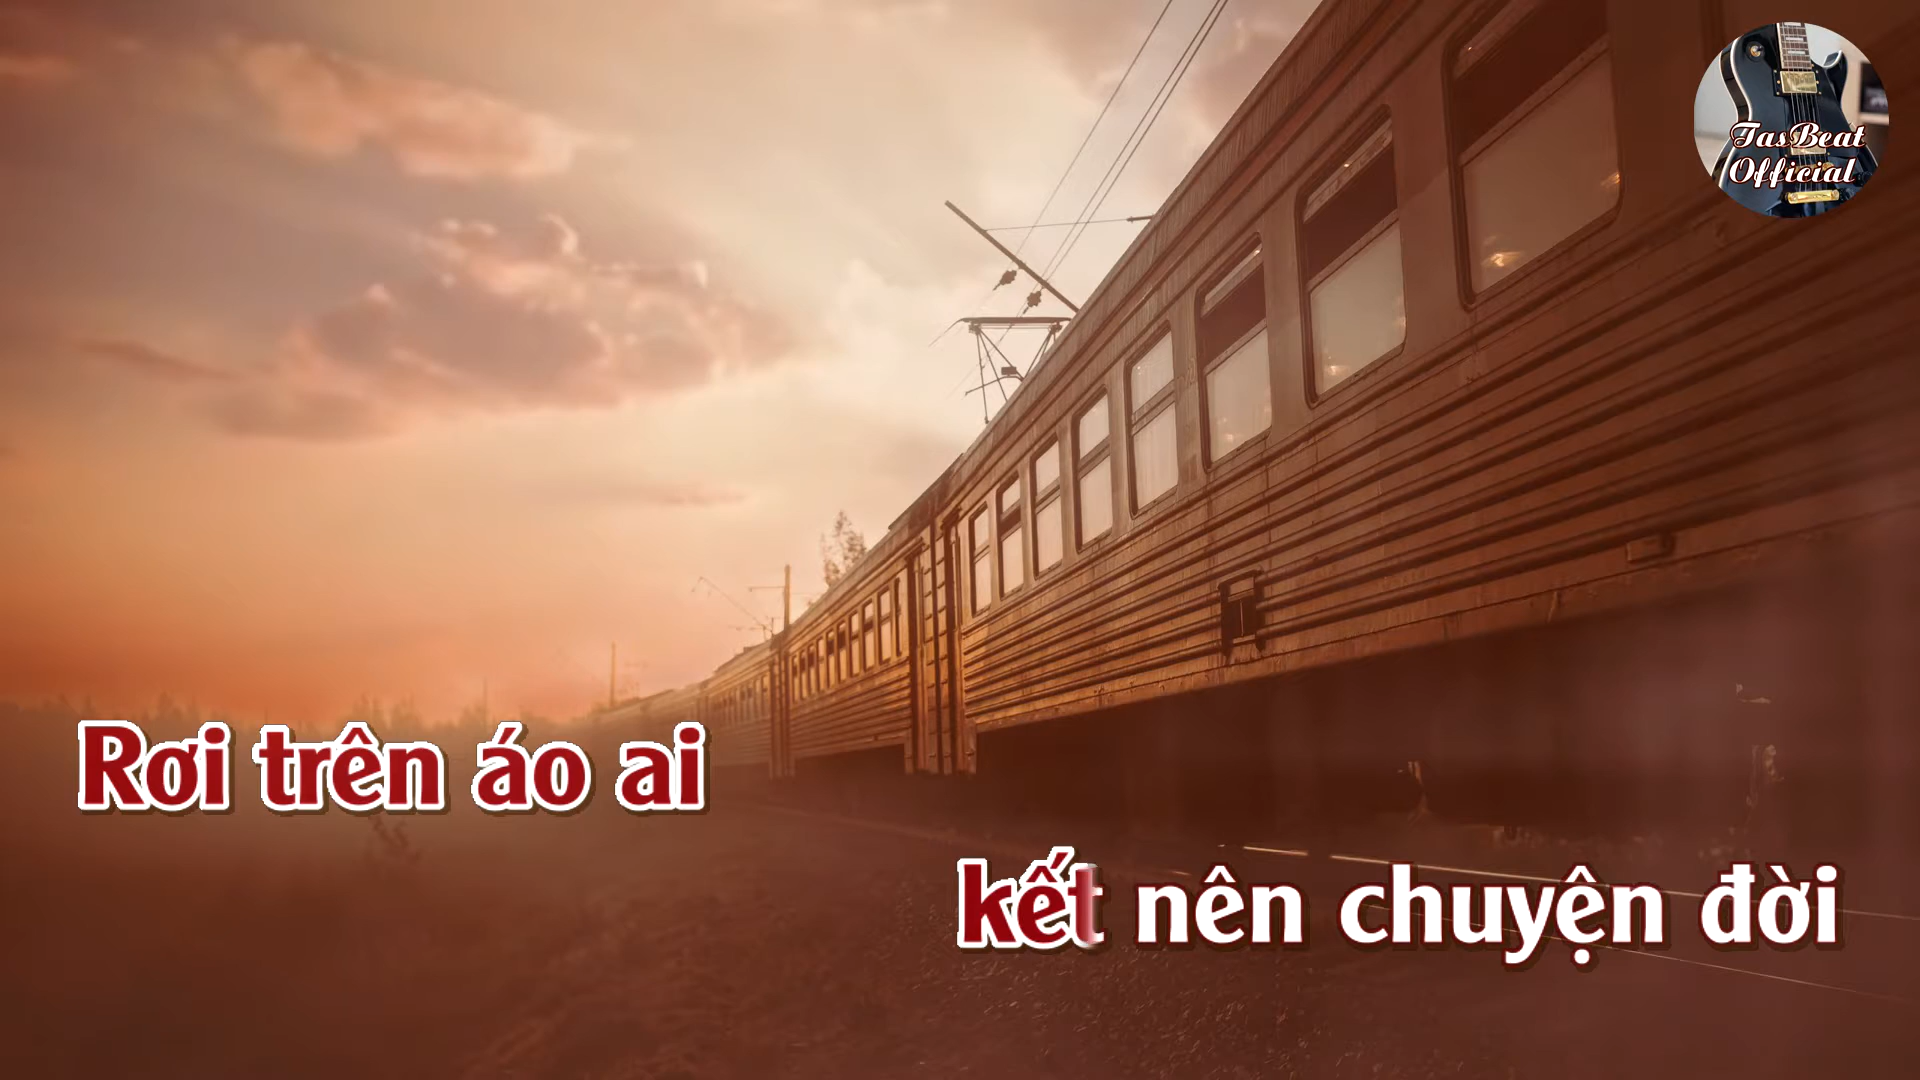 TasBeat
Official
Rơi trên áo ai
kết nên chuyện đời